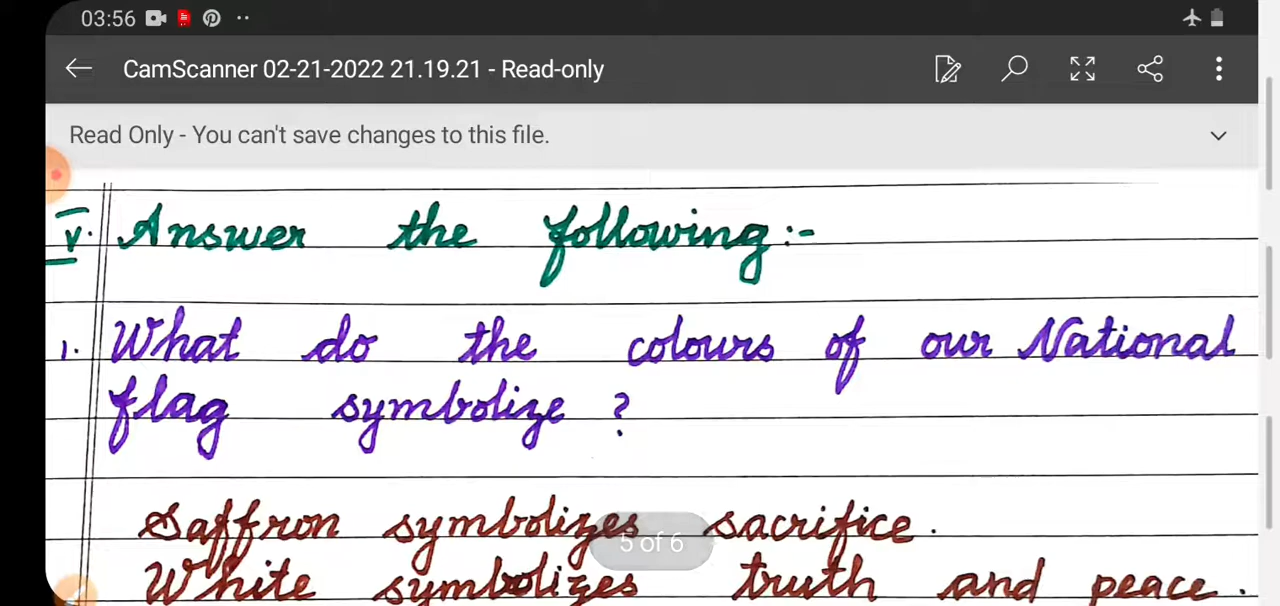 03:56
CamScanner 02-21-2022 21.19.21 - Read-only
Read Only - You can't save changes to this file.
V. Answer the following:-
1. What do the colours of our National
flag symbolize ?
Saffron symbolizes sacrifice.
5 of 6
White symbolizes truth and peace.